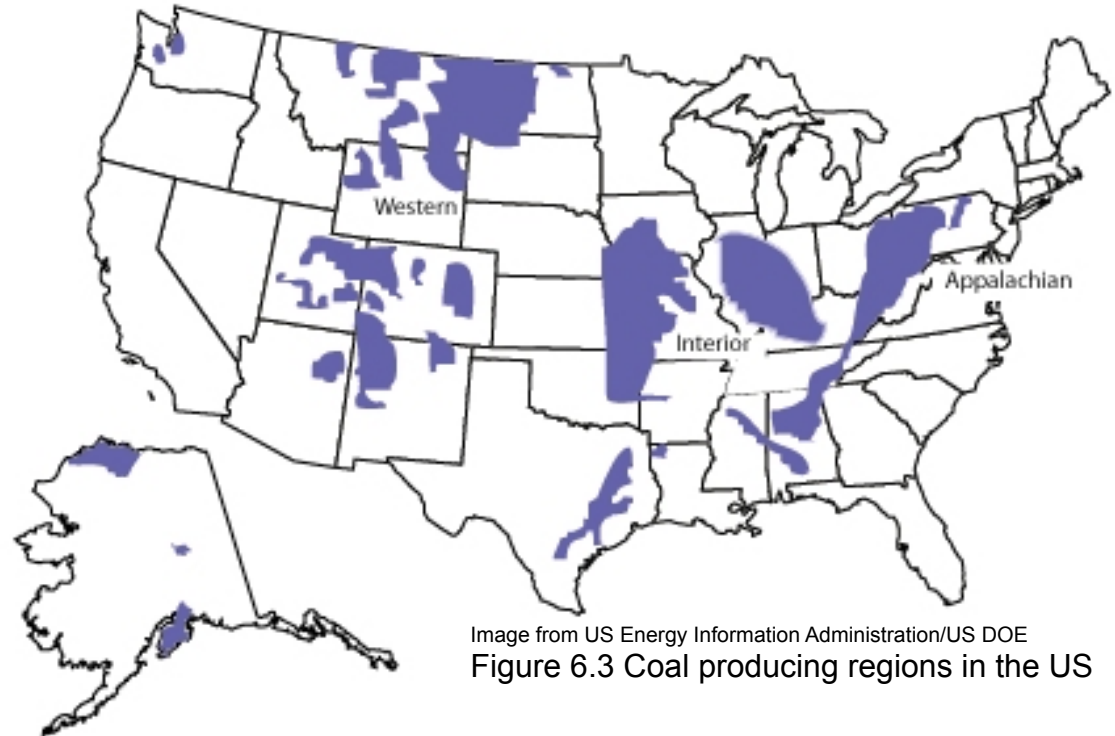 Western
Appalachian
Interior
Image from US Energy Information Administration/US DOE
Figure 6.3 Coal producing regions in the US